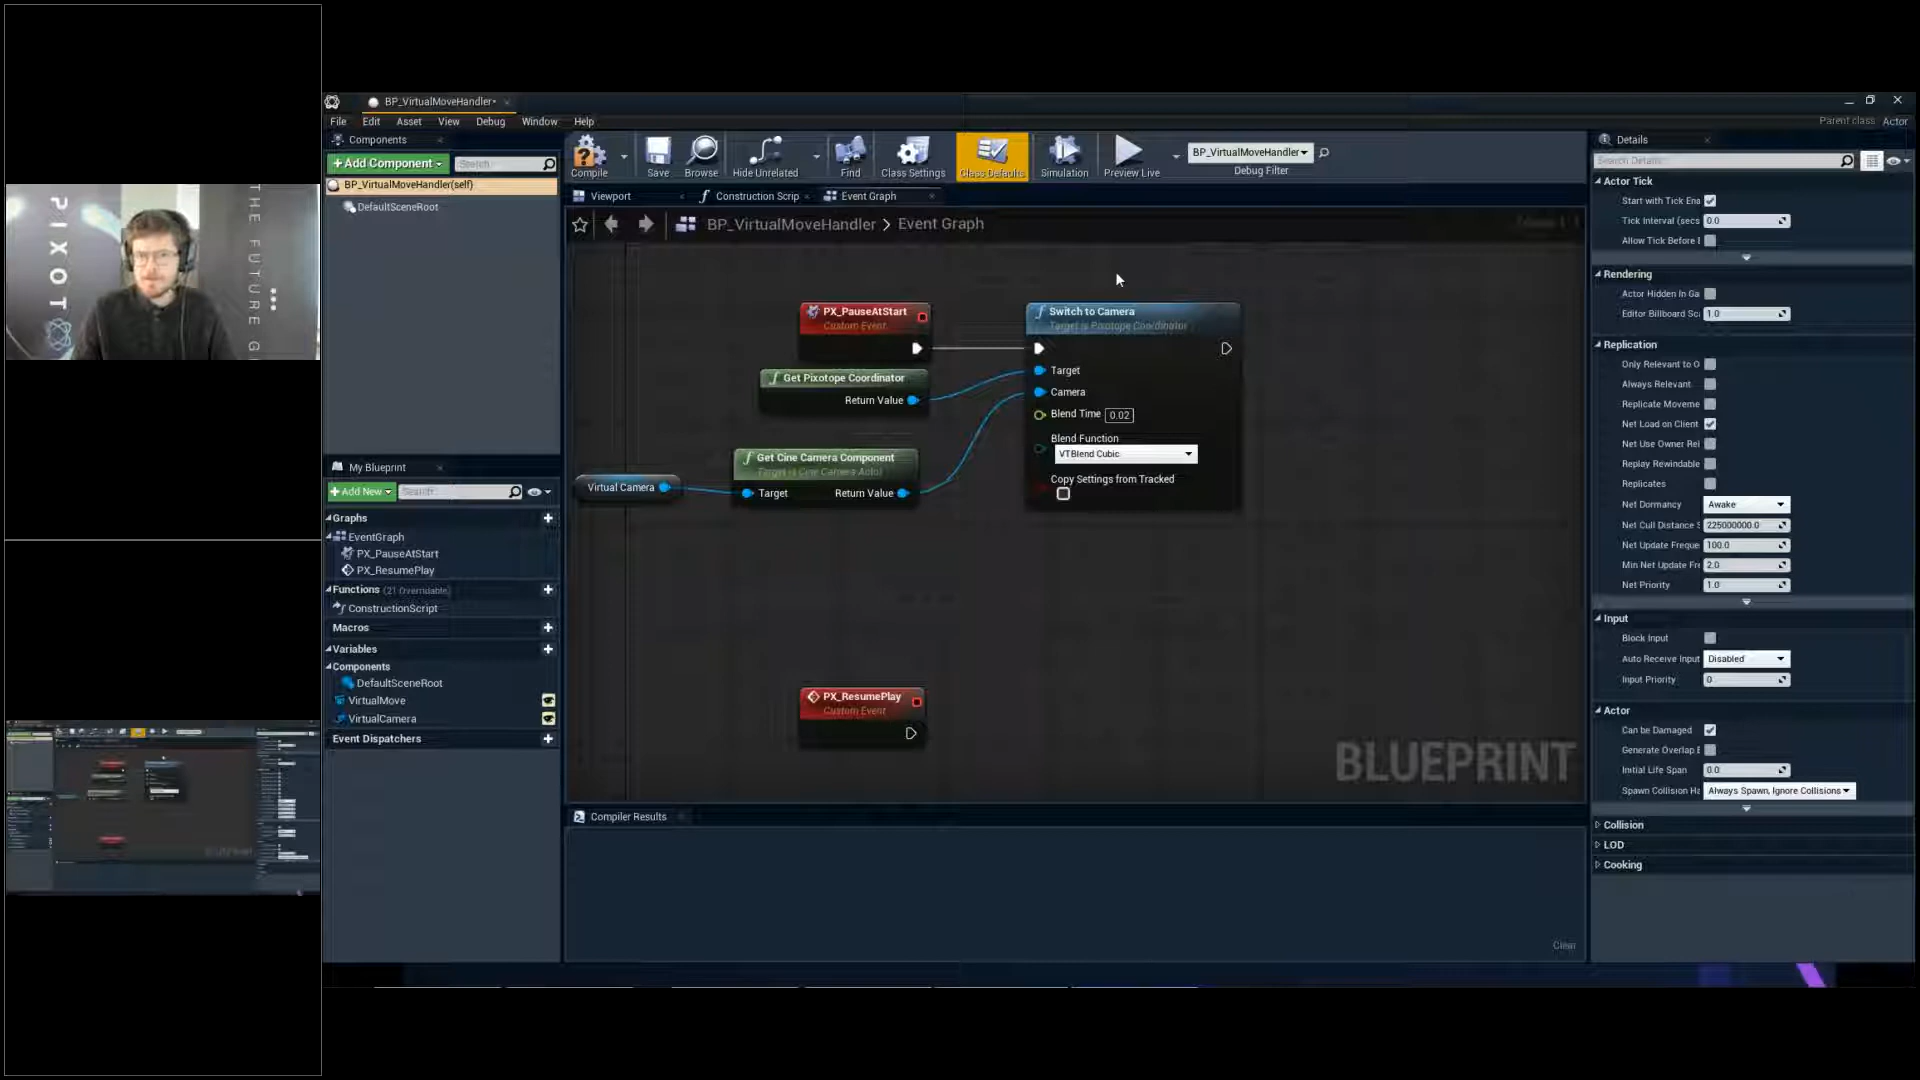 PIXOT
THE FUTURE G
BP_VirtualMoveHandler*
File Edit Asset View Debug Window Help
Parent class Actor
Components
+Add Component
Search
BP_VirtualMoveHandler(self)
DefaultSceneRoot
Compile
Save
Browse
Hide Unrelated
Find
Class Settings
Class Defaults
Simulation
Preview Live
BP_VirtualMoveHandler
Debug Filter
Viewport
Construction Scrip
Event Graph
BP_VirtualMoveHandler > Event Graph
PX_PauseAtStart
Custom Event
Get Pixotope Coordinator
Return Value
Virtual Camera
Get Cine Camera Component
Target is Cine Camera Actor
Target
Return Value
Switch to Camera
Target is Pixotope Coordinator
Target
Camera
Blend Time 0.02
Blend Function
VTBlend Cubic
Copy Settings from Tracked
PX_ResumePlay
Custom Event
BLUEPRINT
My Blueprint
+Add New
Search
Graphs
EventGraph
PX_PauseAtStart
PX_ResumePlay
Functions (21 Overridable)
ConstructionScript
Macros
Variables
Components
DefaultSceneRoot
VirtualMove
VirtualCamera
Event Dispatchers
Compiler Results
Clear
Details
Search Details
Actor Tick
Start with Tick Ena
Tick Interval (secs 0.0
Allow Tick Before
Rendering
Actor Hidden In Ga
Editor Billboard Sc 1.0
Replication
Only Relevant to O
Always Relevant
Replicate Moveme
Net Load on Client
Net Use Owner Rel
Replay Rewindable
Replicates
Net Dormancy Awake
Net Cull Distance S 225000000.0
Net Update Freque 100.0
Min Net Update Fr 2.0
Net Priority 1.0
Input
Block Input
Auto Receive Input Disabled
Input Priority 0
Actor
Can be Damaged
Generate Overlap E
Initial Life Span 0.0
Spawn Collision Ha Always Spawn, Ignore Collisions
Collision
LOD
Cooking